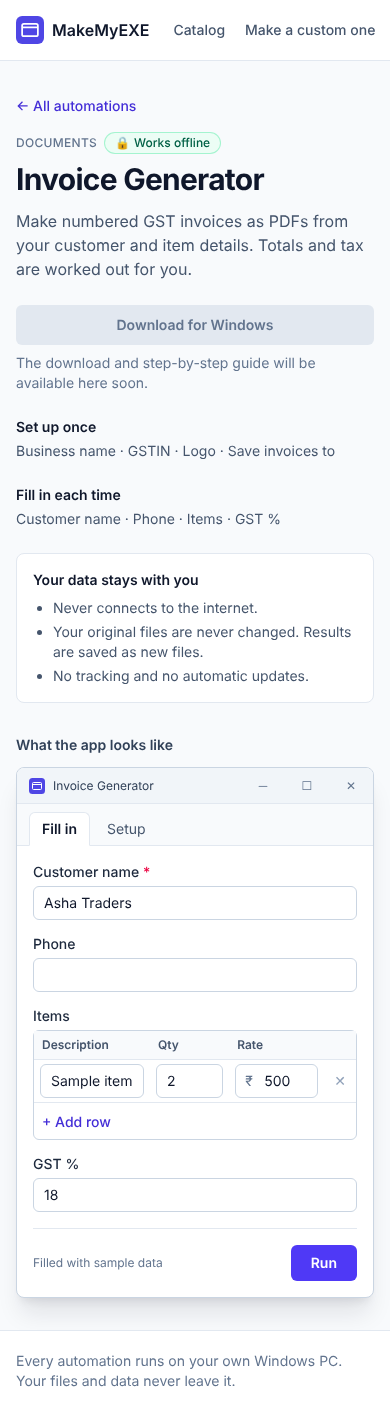 MakeMyEXE Catalog Make a custom one
← All automations
DOCUMENTS 🔒 Works offline
Invoice Generator
Make numbered GST invoices as PDFs from
your customer and item details. Totals and tax
are worked out for you.
Download for Windows
The download and step-by-step guide will be
available here soon.
Set up once
Business name · GSTIN · Logo · Save invoices to
Fill in each time
Customer name · Phone · Items · GST %
Your data stays with you
• Never connects to the internet.
• Your original files are never changed. Results
are saved as new files.
• No tracking and no automatic updates.
What the app looks like
Invoice Generator
Fill in Setup
Customer name *
Asha Traders
Phone
Items
Description Qty Rate
Sample item 2 ₹ 500 ✕
+ Add row
GST %
18
Filled with sample data Run
Every automation runs on your own Windows PC.
Your files and data never leave it.